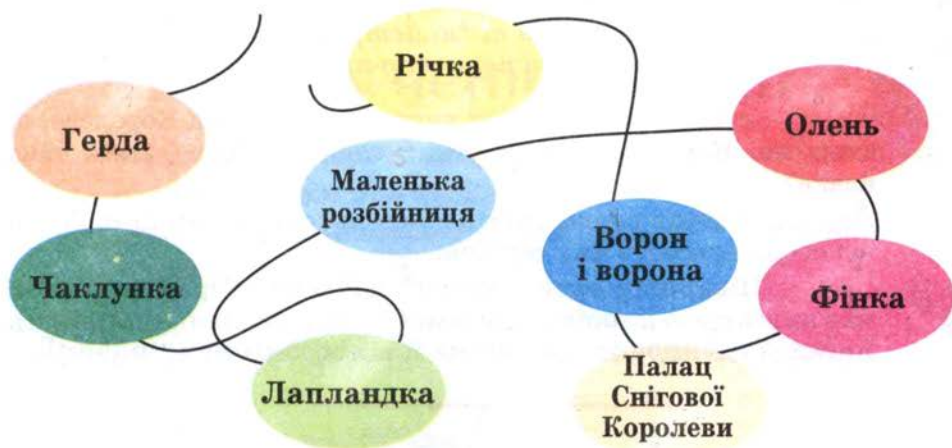 Річка
Герда
Олень
Маленька
розбійниця
Чаклунка
Ворон
і ворона
Фінка
Лапландка
Палац
Снігової
Королеви